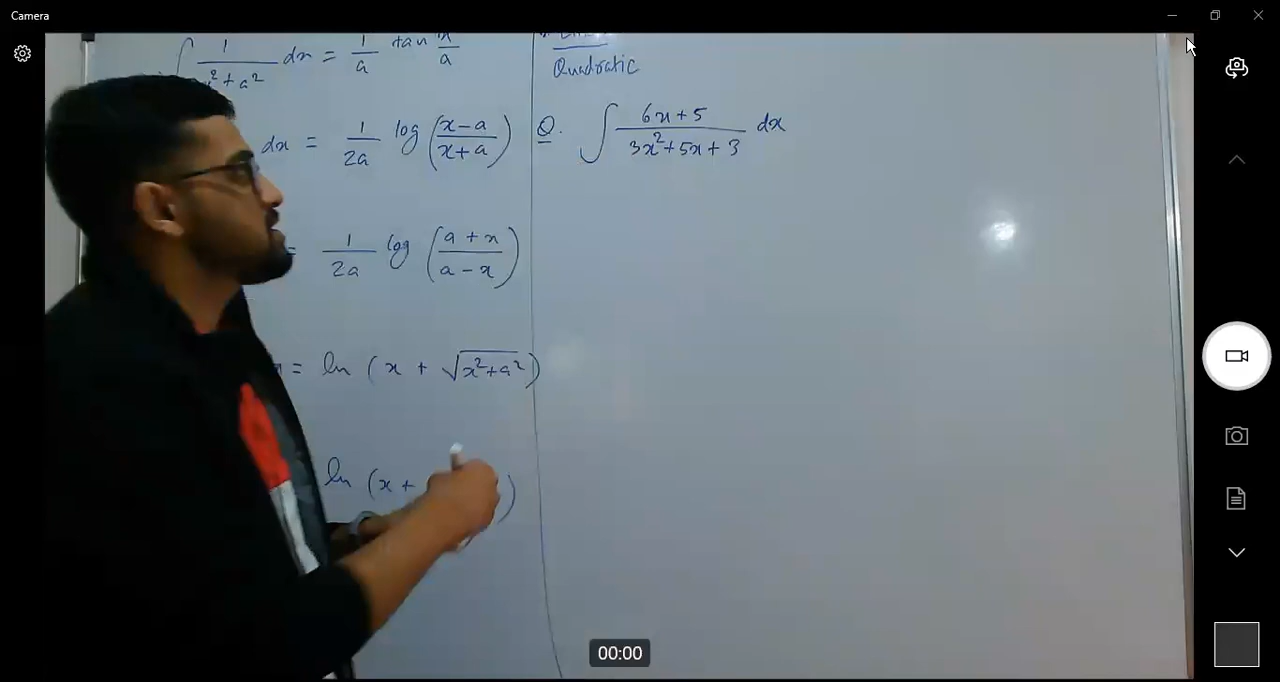 Camera
∫ 1/(x²+a²) dx = 1/a tan x/a
Quadratic
dx = 1/2a log ((x-a)/(x+a))
Q. ∫ (6x+5)/(3x²+5x+3) dx
= 1/2a log ((a+x)/(a-x))
= ln (x + √x²+a²)
ln (x +
00:00